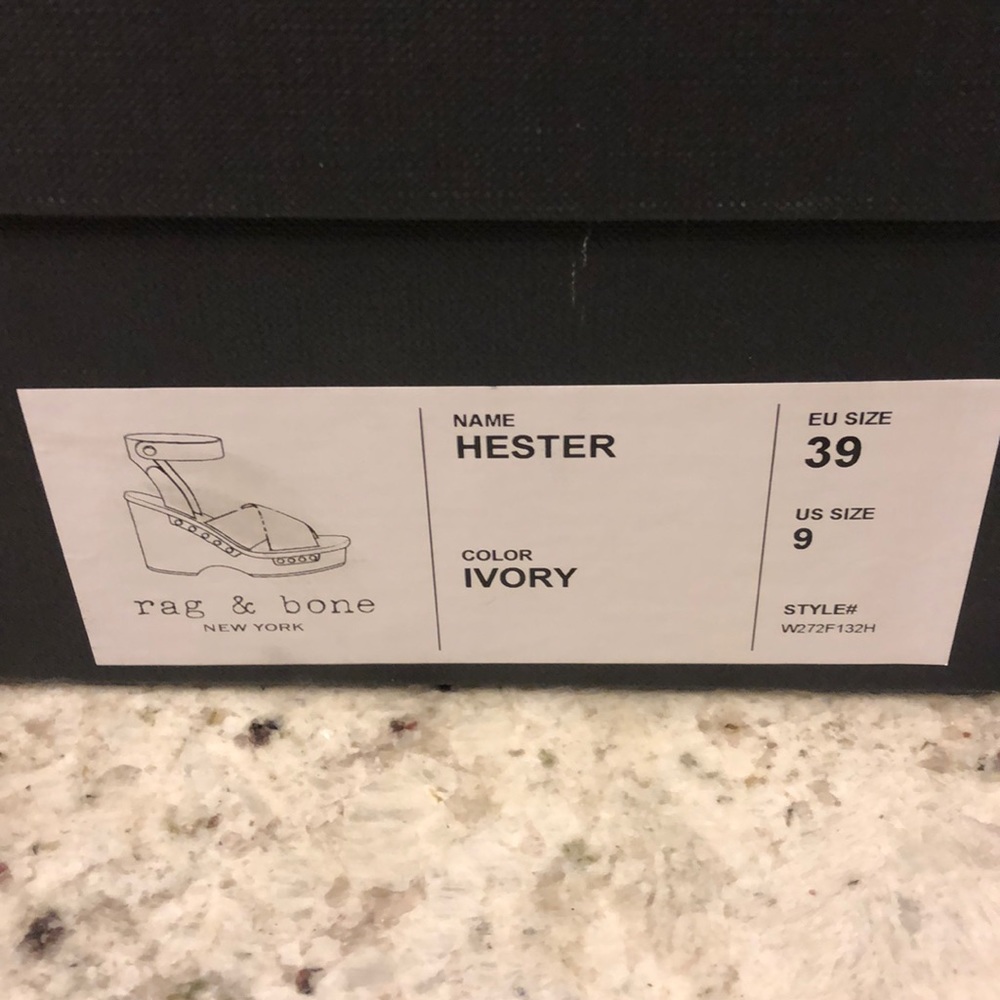 rag & bone
NEW YORK
NAME
HESTER
COLOR
IVORY
EU SIZE
39
US SIZE
9
STYLE#
W272F132H